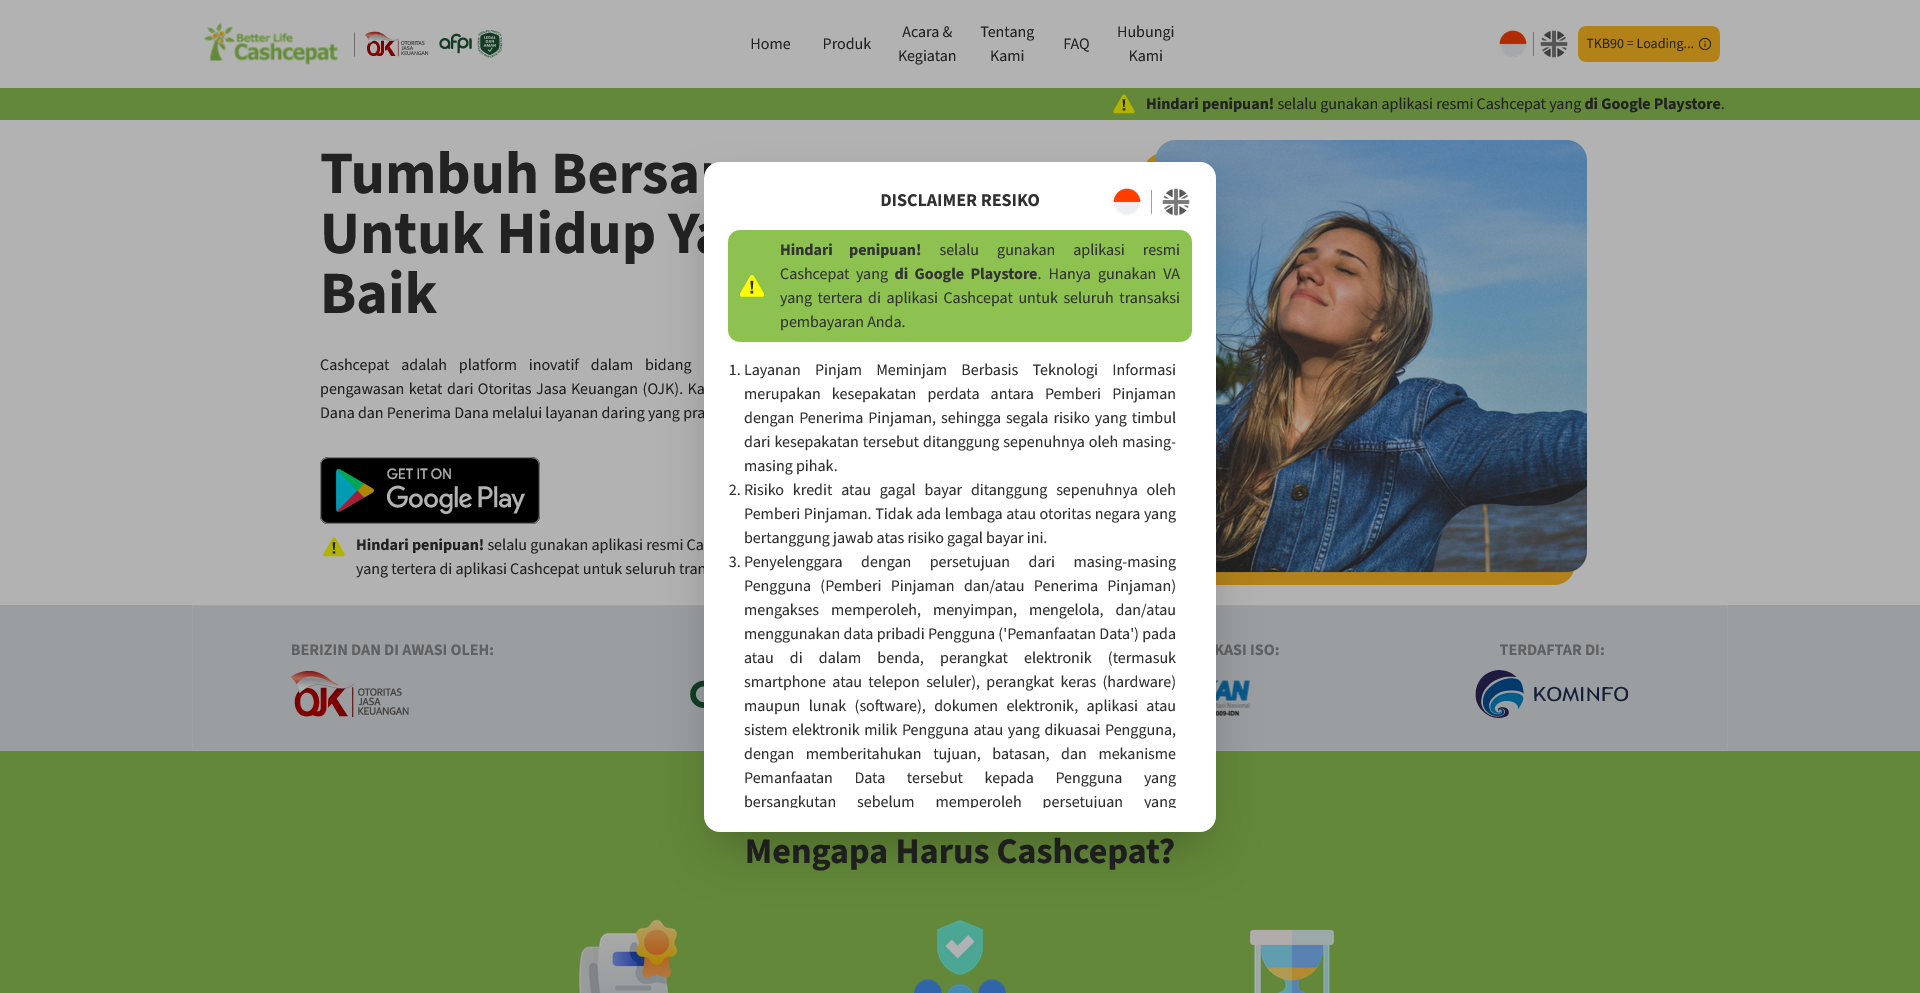 Better Life
Cashcepat
OJK OTORITAS JASA KEUANGAN
afpi
Home
Produk
Acara & Kegiatan
Tentang Kami
FAQ
Hubungi Kami
TKB90 = Loading...
Hindari penipuan! selalu gunakan aplikasi resmi Cashcepat yang di Google Playstore.
Tumbuh Bersa
Untuk Hidup Ya
Baik
Cashcepat adalah platform inovatif dalam bidang
pengawasan ketat dari Otoritas Jasa Keuangan (OJK). Ka
Dana dan Penerima Dana melalui layanan daring yang pra
GET IT ON
Google Play
Hindari penipuan! selalu gunakan aplikasi resmi Ca
yang tertera di aplikasi Cashcepat untuk seluruh tran
DISCLAIMER RESIKO
Hindari penipuan! selalu gunakan aplikasi resmi
Cashcepat yang di Google Playstore. Hanya gunakan VA
yang tertera di aplikasi Cashcepat untuk seluruh transaksi
pembayaran Anda.
1. Layanan Pinjam Meminjam Berbasis Teknologi Informasi
merupakan kesepakatan perdata antara Pemberi Pinjaman
dengan Penerima Pinjaman, sehingga segala risiko yang timbul
dari kesepakatan tersebut ditanggung sepenuhnya oleh masing-
masing pihak.
2. Risiko kredit atau gagal bayar ditanggung sepenuhnya oleh
Pemberi Pinjaman. Tidak ada lembaga atau otoritas negara yang
bertanggung jawab atas risiko gagal bayar ini.
3. Penyelenggara dengan persetujuan dari masing-masing
Pengguna (Pemberi Pinjaman dan/atau Penerima Pinjaman)
mengakses memperoleh, menyimpan, mengelola, dan/atau
menggunakan data pribadi Pengguna ('Pemanfaatan Data') pada
atau di dalam benda, perangkat elektronik (termasuk
smartphone atau telepon seluler), perangkat keras (hardware)
maupun lunak (software), dokumen elektronik, aplikasi atau
sistem elektronik milik Pengguna atau yang dikuasai Pengguna,
dengan memberitahukan tujuan, batasan, dan mekanisme
Pemanfaatan Data tersebut kepada Pengguna yang
bersangkutan sebelum memperoleh persetujuan yang
BERIZIN DAN DI AWASI OLEH:
KASI ISO:
TERDAFTAR DI:
OJK OTORITAS JASA KEUANGAN
AN
009-IDN
KOMINFO
Mengapa Harus Cashcepat?